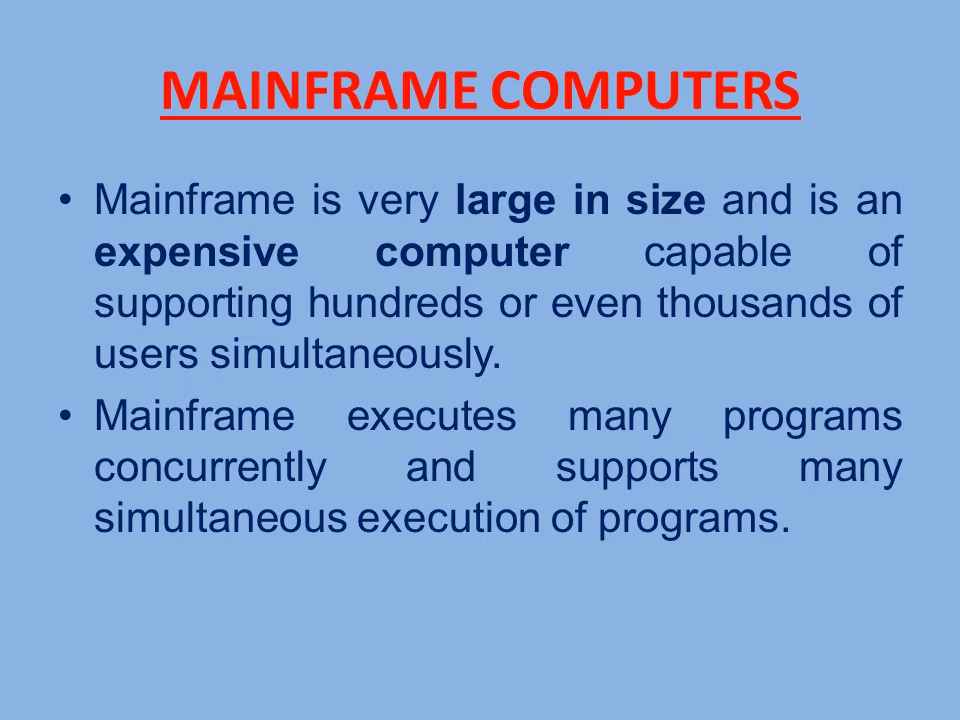 MAINFRAME COMPUTERS
• Mainframe is very large in size and is an
expensive computer capable of
supporting hundreds or even thousands of
users simultaneously.
• Mainframe executes many programs
concurrently and supports many
simultaneous execution of programs.